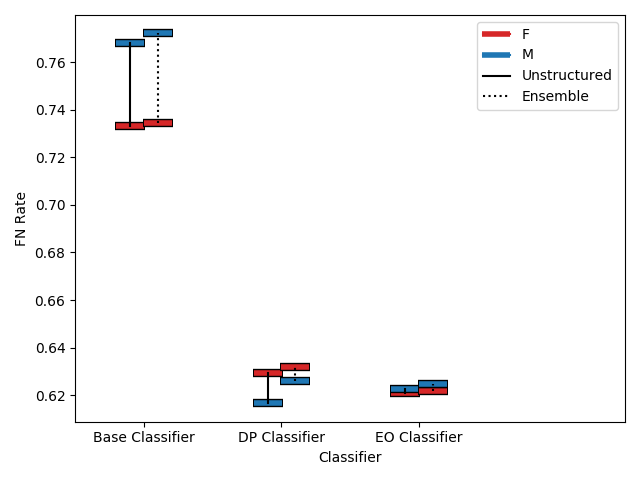 F
M
Unstructured
Ensemble
FN Rate
0.76
0.74
0.72
0.70
0.68
0.66
0.64
0.62
Base Classifier
DP Classifier
EO Classifier
Classifier